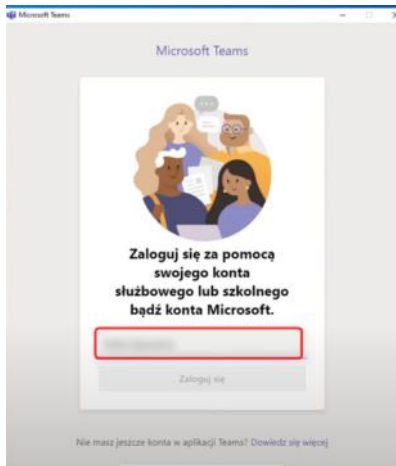 Microsoft Teams
Microsoft Teams
Zaloguj się za pomocą
swojego konta
służbowego lub szkolnego
bądź konta Microsoft.
Zaloguj się
Nie masz jeszcze konta w aplikacji Teams? Dowiedz się więcej